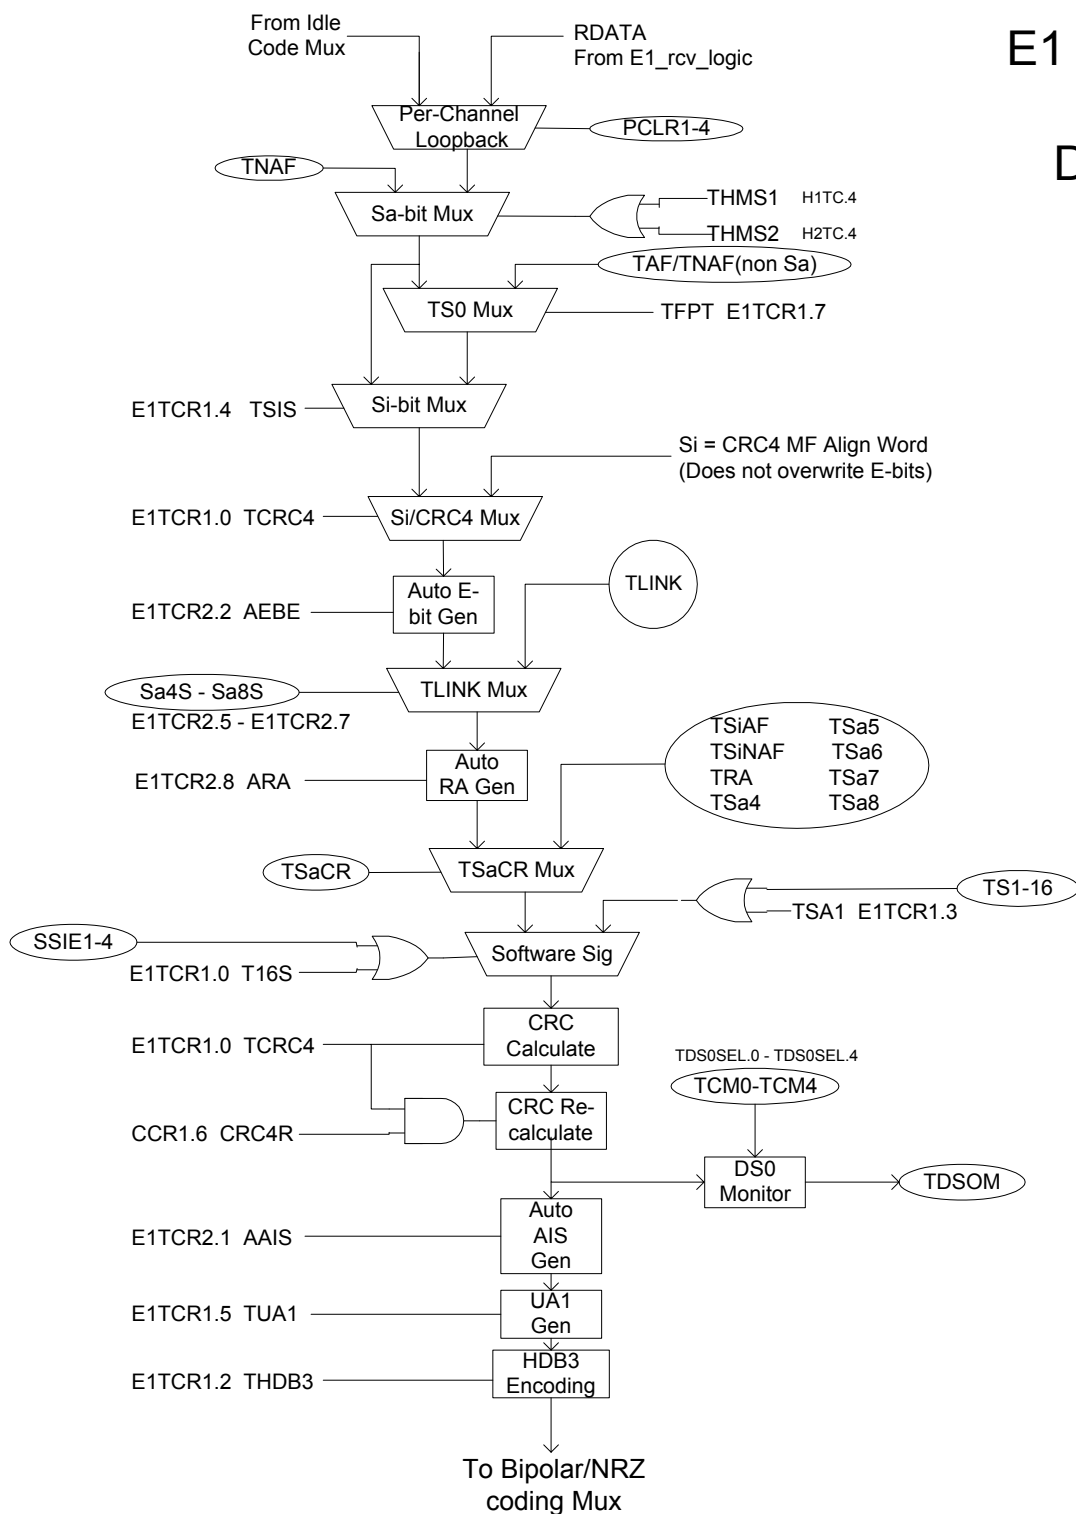 From Idle
Code Mux
RDATA
From E1_rcv_logic
E1
D
Per-Channel
Loopback
PCLR1-4
TNAF
Sa-bit Mux
THMS1 H1TC.4
THMS2 H2TC.4
TAF/TNAF(non Sa)
TS0 Mux
TFPT E1TCR1.7
E1TCR1.4 TSIS
Si-bit Mux
Si = CRC4 MF Align Word
(Does not overwrite E-bits)
E1TCR1.0 TCRC4
Si/CRC4 Mux
Auto E-
bit Gen
E1TCR2.2 AEBE
TLINK
Sa4S - Sa8S
E1TCR2.5 - E1TCR2.7
TLINK Mux
TSiAF TSa5
TSiNAF TSa6
TRA TSa7
TSa4 TSa8
E1TCR2.8 ARA
Auto
RA Gen
TSaCR
TSaCR Mux
TS1-16
TSA1 E1TCR1.3
SSIE1-4
E1TCR1.0 T16S
Software Sig
E1TCR1.0 TCRC4
CRC
Calculate
TDS0SEL.0 - TDS0SEL.4
TCM0-TCM4
CCR1.6 CRC4R
CRC Re-
calculate
DS0
Monitor
TDSOM
E1TCR2.1 AAIS
Auto
AIS
Gen
E1TCR1.5 TUA1
UA1
Gen
E1TCR1.2 THDB3
HDB3
Encoding
To Bipolar/NRZ
coding Mux